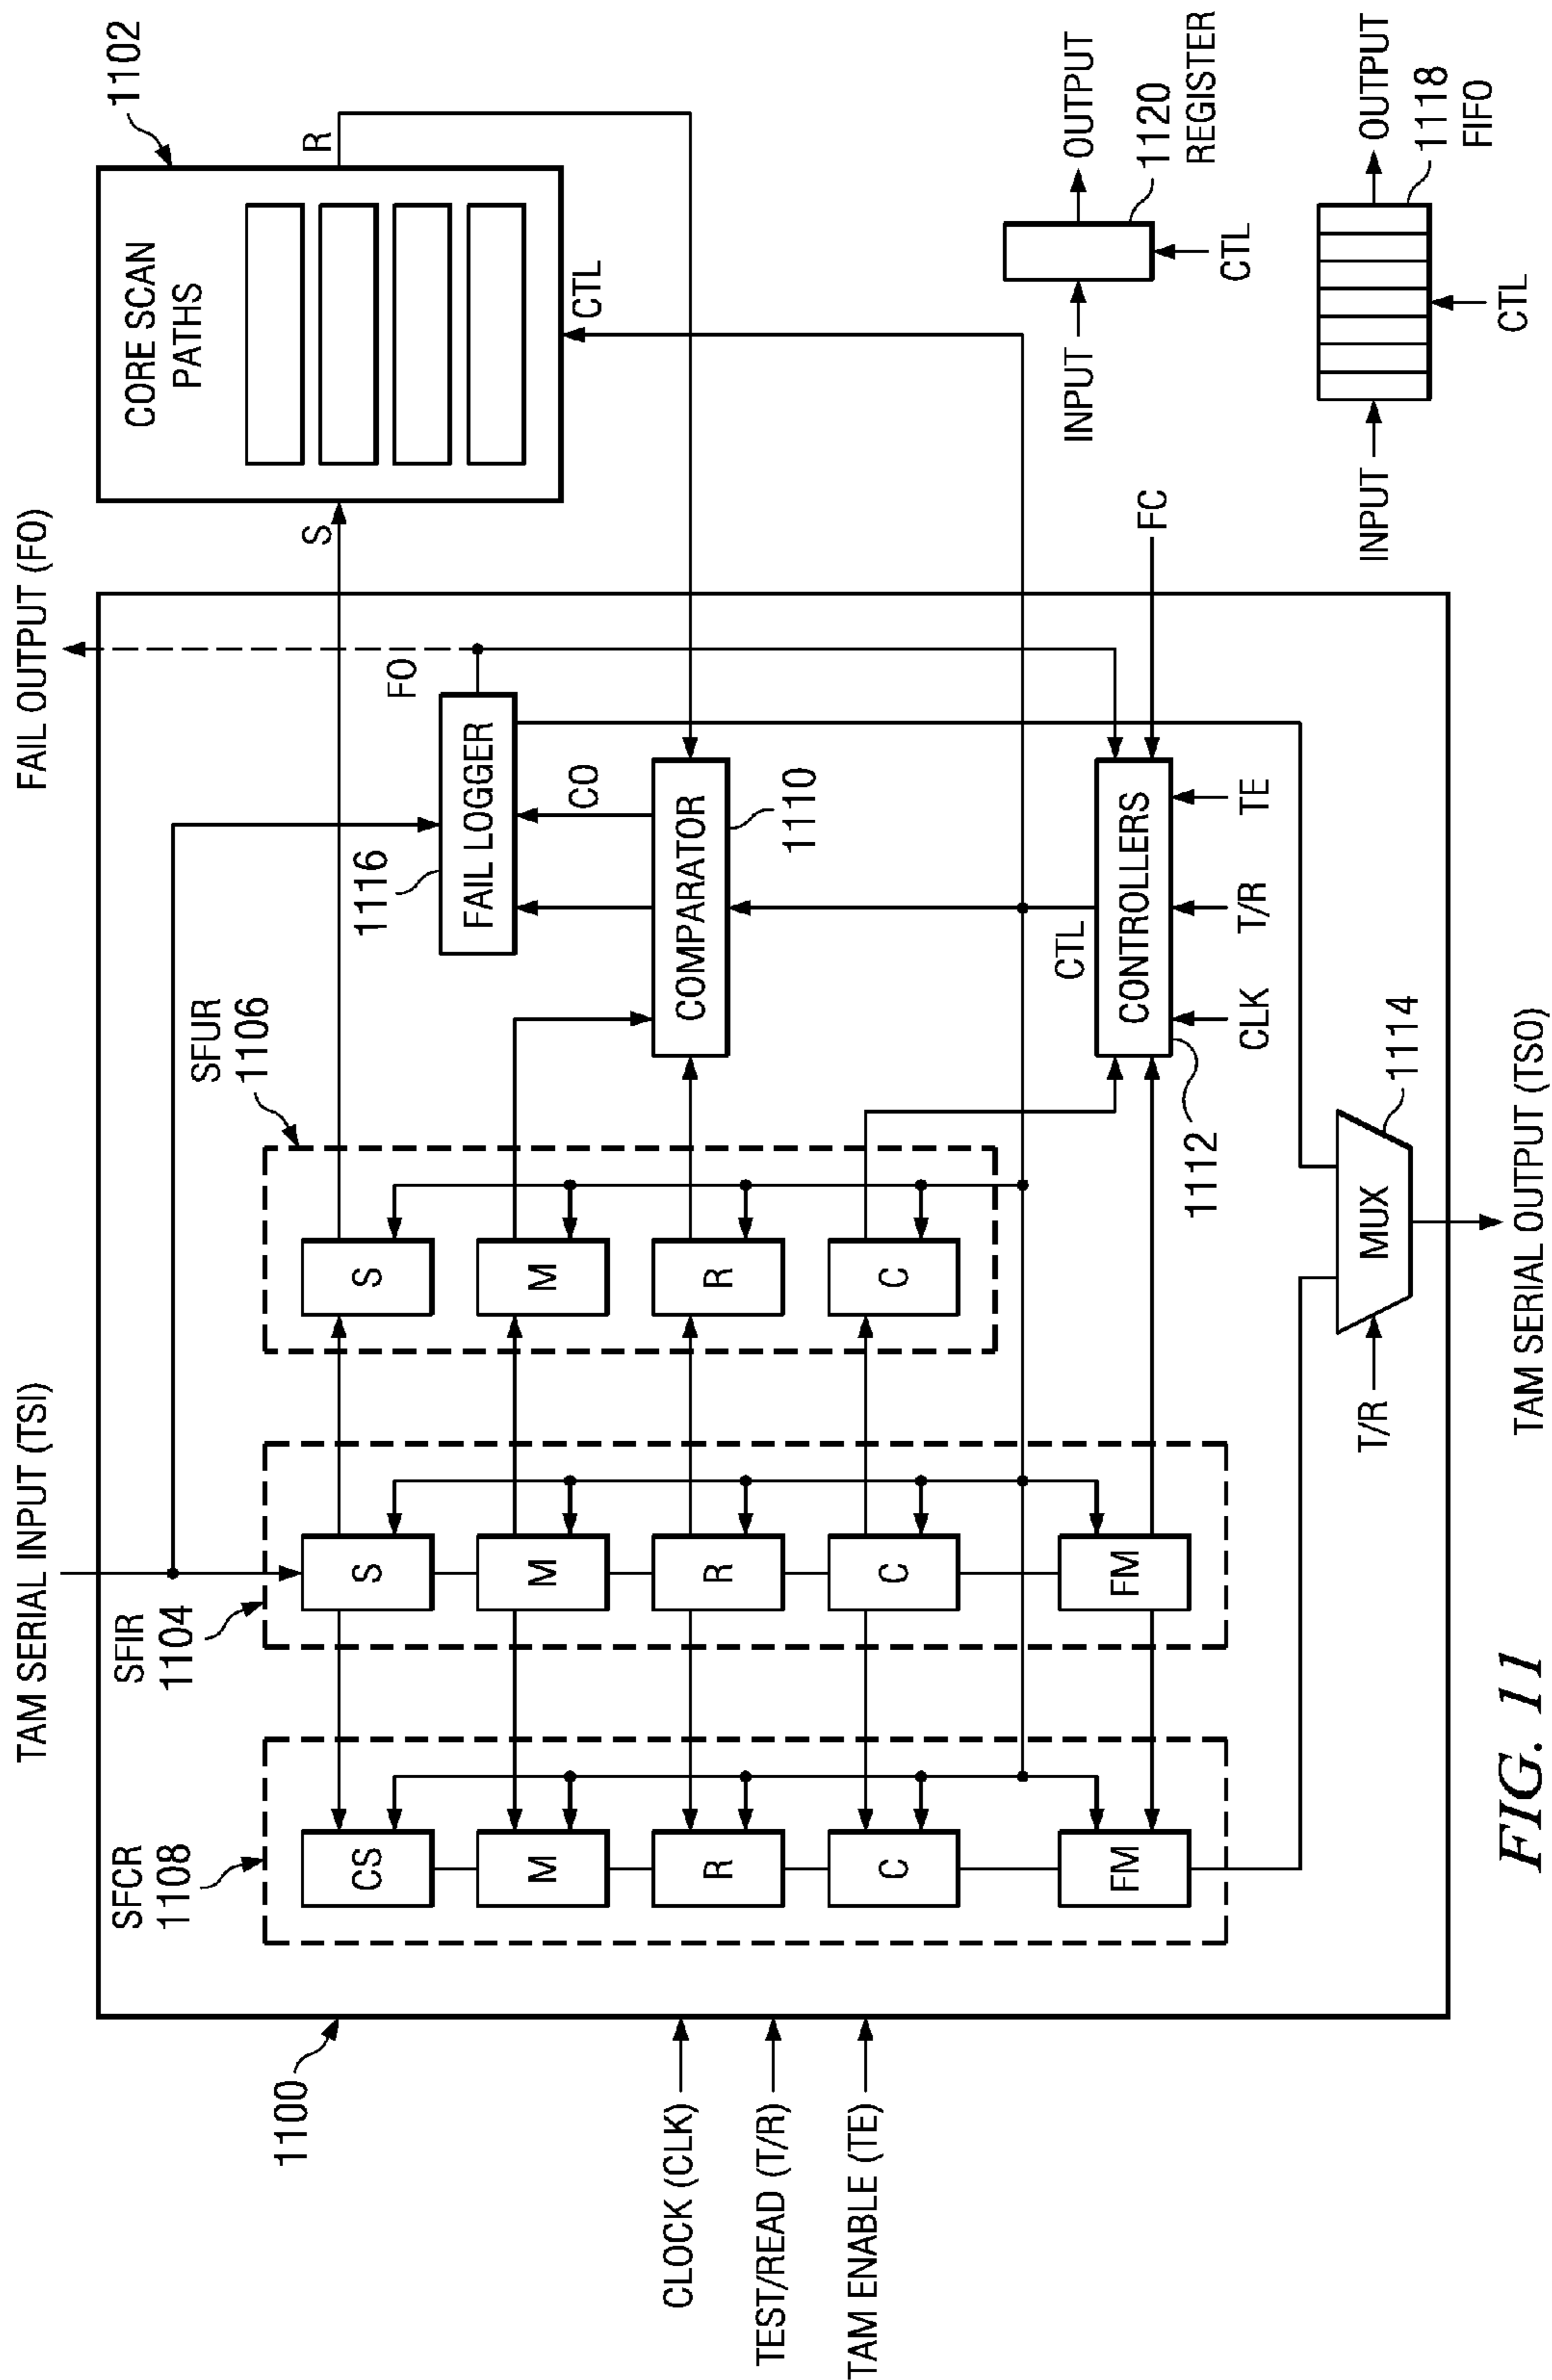 TAM SERIAL INPUT (TSI)
FAIL OUTPUT (FO)
1100
SFCR
1108
SFIR
1104
SFUR
1106
1102
CORE SCAN
PATHS
S
R
CTL
CS
M
R
C
FM
S
M
R
C
FM
S
M
R
C
1116
FAIL LOGGER
FO
CO
COMPARATOR
1110
CTL
CONTROLLERS
1112
CLK
T/R
TE
FC
CLOCK (CLK)
TEST/READ (T/R)
TAM ENABLE (TE)
T/R
MUX
1114
TAM SERIAL OUTPUT (TSO)
INPUT
OUTPUT
CTL
1120
REGISTER
INPUT
OUTPUT
CTL
1118
FIFO
FIG. 11